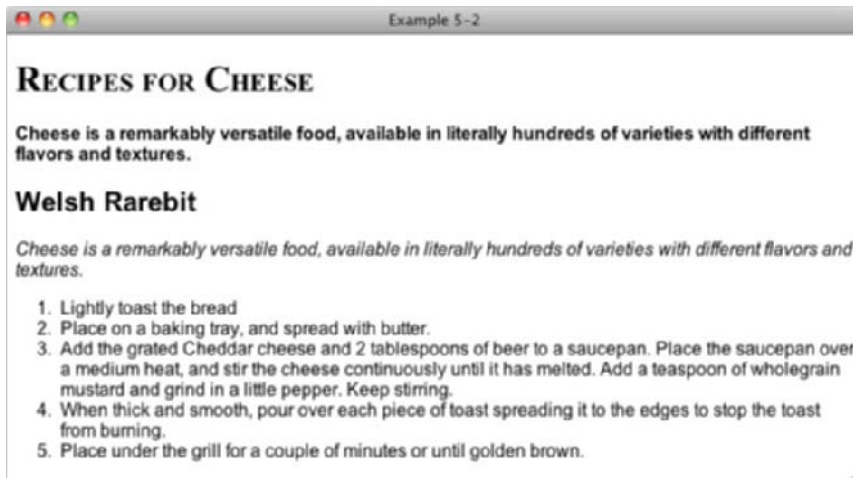 Example 5-2
Recipes for Cheese
Cheese is a remarkably versatile food, available in literally hundreds of varieties with different
flavors and textures.
Welsh Rarebit
Cheese is a remarkably versatile food, available in literally hundreds of varieties with different flavors and
textures.
1. Lightly toast the bread
2. Place on a baking tray, and spread with butter.
3. Add the grated Cheddar cheese and 2 tablespoons of beer to a saucepan. Place the saucepan over
a medium heat, and stir the cheese continuously until it has melted. Add a teaspoon of wholegrain
mustard and grind in a little pepper. Keep stirring.
4. When thick and smooth, pour over each piece of toast spreading it to the edges to stop the toast
from burning.
5. Place under the grill for a couple of minutes or until golden brown.